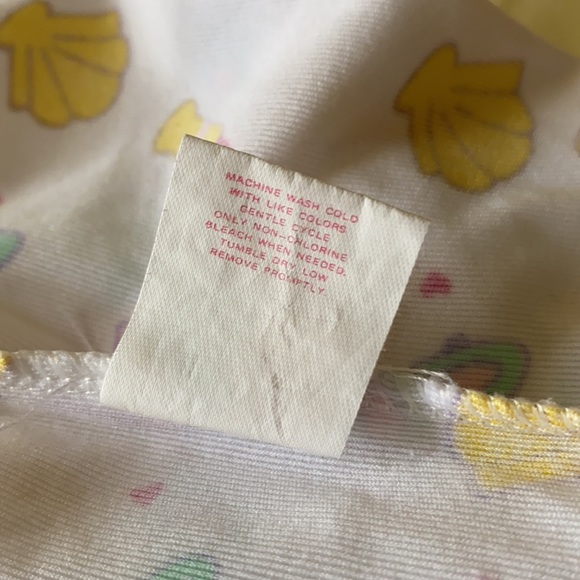 MACHINE WASH COLD
WITH LIKE COLORS.
GENTLE CYCLE
ONLY NON-CHLORINE
BLEACH WHEN NEEDED.
TUMBLE DRY LOW
REMOVE PROMPTLY